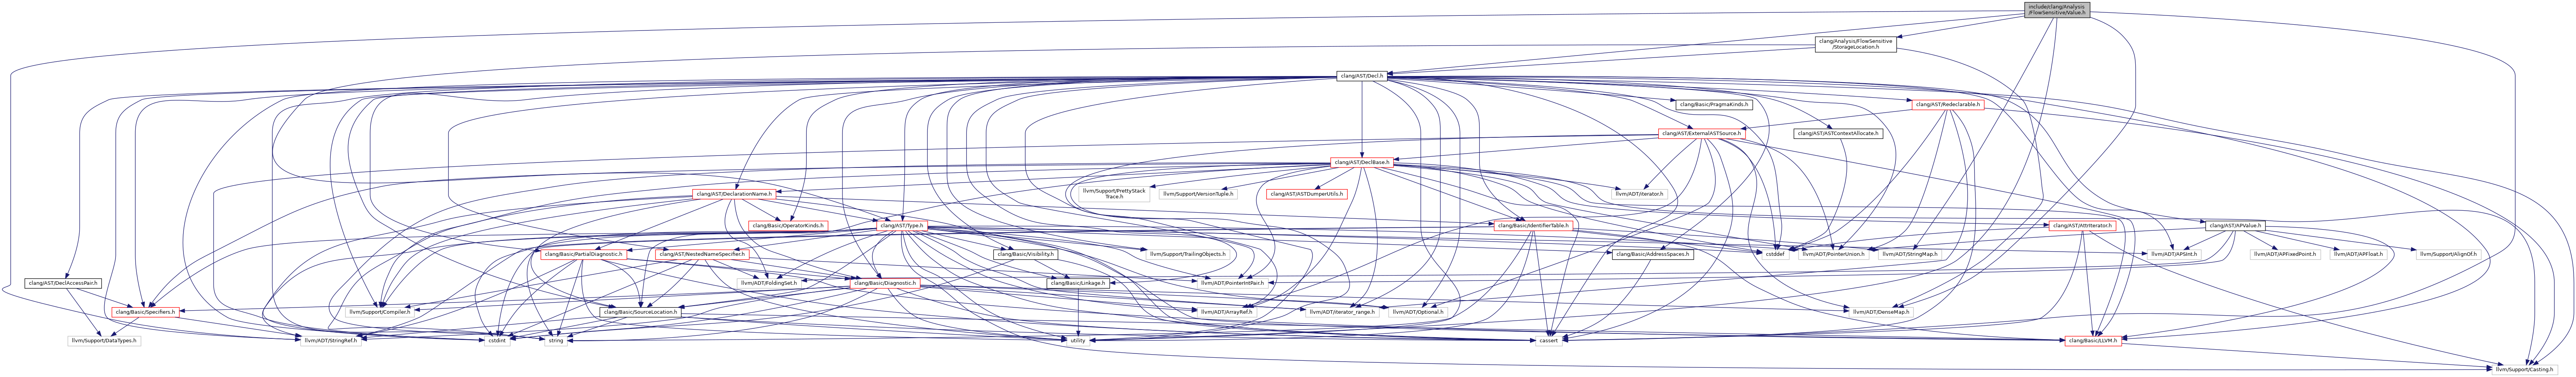 include/clang/Analysis
/FlowSensitive/Value.h
clang/Analysis/FlowSensitive
/StorageLocation.h
clang/AST/Decl.h
clang/Basic/PragmaKinds.h
clang/AST/Redeclarable.h
clang/AST/ExternalASTSource.h
clang/AST/ASTContextAllocate.h
clang/AST/DeclBase.h
clang/AST/DeclarationName.h
llvm/Support/PrettyStack
Trace.h
llvm/Support/VersionTuple.h
clang/AST/ASTDumperUtils.h
llvm/ADT/iterator.h
clang/Basic/OperatorKinds.h
clang/AST/Type.h
clang/Basic/IdentifierTable.h
clang/AST/AttrIterator.h
clang/AST/APValue.h
clang/Basic/PartialDiagnostic.h
clang/AST/NestedNameSpecifier.h
clang/Basic/Visibility.h
llvm/Support/TrailingObjects.h
clang/Basic/AddressSpaces.h
cstddef
llvm/ADT/PointerUnion.h
llvm/ADT/StringMap.h
llvm/ADT/APSInt.h
llvm/ADT/APFixedPoint.h
llvm/ADT/APFloat.h
llvm/Support/AlignOf.h
clang/AST/DeclAccessPair.h
llvm/ADT/FoldingSet.h
clang/Basic/Diagnostic.h
clang/Basic/Linkage.h
llvm/ADT/PointerIntPair.h
clang/Basic/Specifiers.h
llvm/Support/Compiler.h
clang/Basic/SourceLocation.h
llvm/ADT/ArrayRef.h
llvm/ADT/iterator_range.h
llvm/ADT/Optional.h
llvm/ADT/DenseMap.h
llvm/Support/DataTypes.h
llvm/ADT/StringRef.h
cstdint
string
utility
cassert
clang/Basic/LLVM.h
llvm/Support/Casting.h